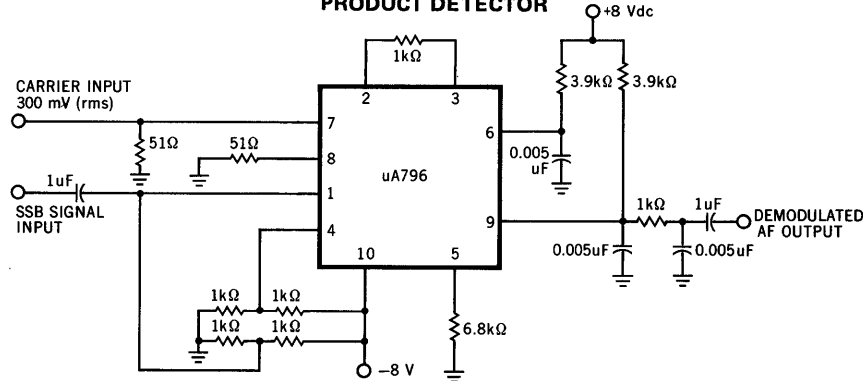 PRODUCT DETECTOR
+8 Vdc
1kΩ
3.9kΩ
3.9kΩ
CARRIER INPUT
300 mV (rms)
2
3
7
6
51Ω
51Ω
8
0.005
uF
1uF
uA796
1
SSB SIGNAL
INPUT
4
9
1kΩ
1uF
DEMODULATED
AF OUTPUT
10
5
0.005uF
0.005uF
1kΩ
1kΩ
1kΩ
1kΩ
6.8kΩ
−8 V